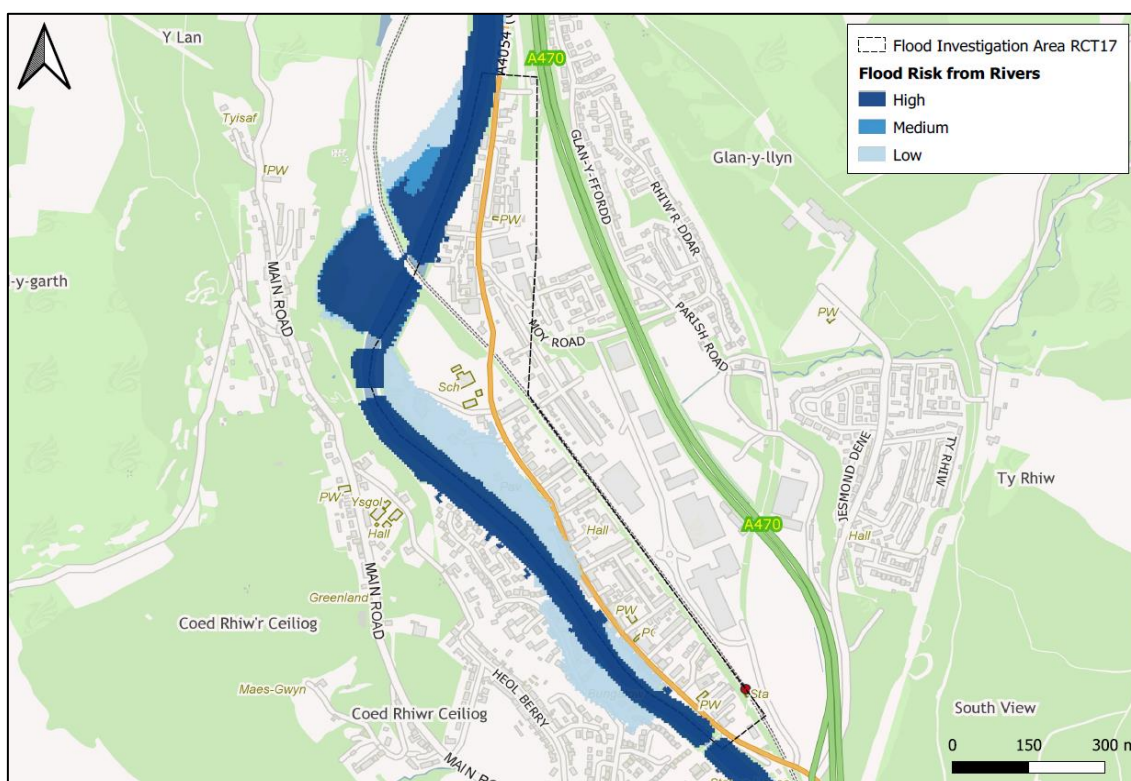 Y Lan
A4054 (
A470
Flood Investigation Area RCT17
Flood Risk from Rivers
High
Medium
Low
Tyisaf
PW
GLAN-Y-FFORDD
Glan-y-llyn
RHIW'R DDAR
PW
-y-garth
MAIN ROAD
MOY ROAD
PARISH ROAD
PW
Sch
JESMOND DENE
TY RHIW
Ty Rhiw
PW
Ysgol
Hall
Hall
A470
Hall
MAIN ROAD
Greenland
Coed Rhiw'r Ceiliog
PW
Maes-Gwyn
HEOL BERRY
Sta
Coed Rhiwr Ceiliog
PW
South View
MAIN RO
0 150 300 m